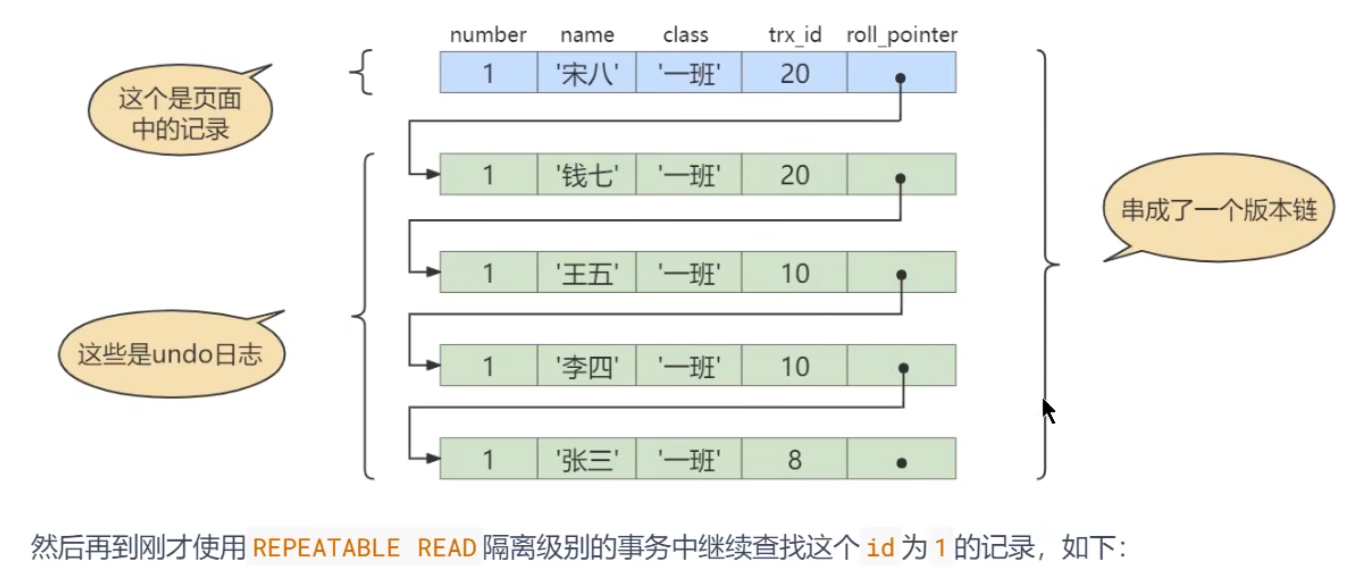 number name class trx_id roll_pointer
1 '宋八' '一班' 20
这个是页面
中的记录
1 '钱七' '一班' 20
串成了一个版本链
1 '王五' '一班' 10
这些是undo日志
1 '李四' '一班' 10
1 '张三' '一班' 8
然后再到刚才使用 REPEATABLE READ 隔离级别的事务中继续查找这个 id 为 1 的记录，如下：